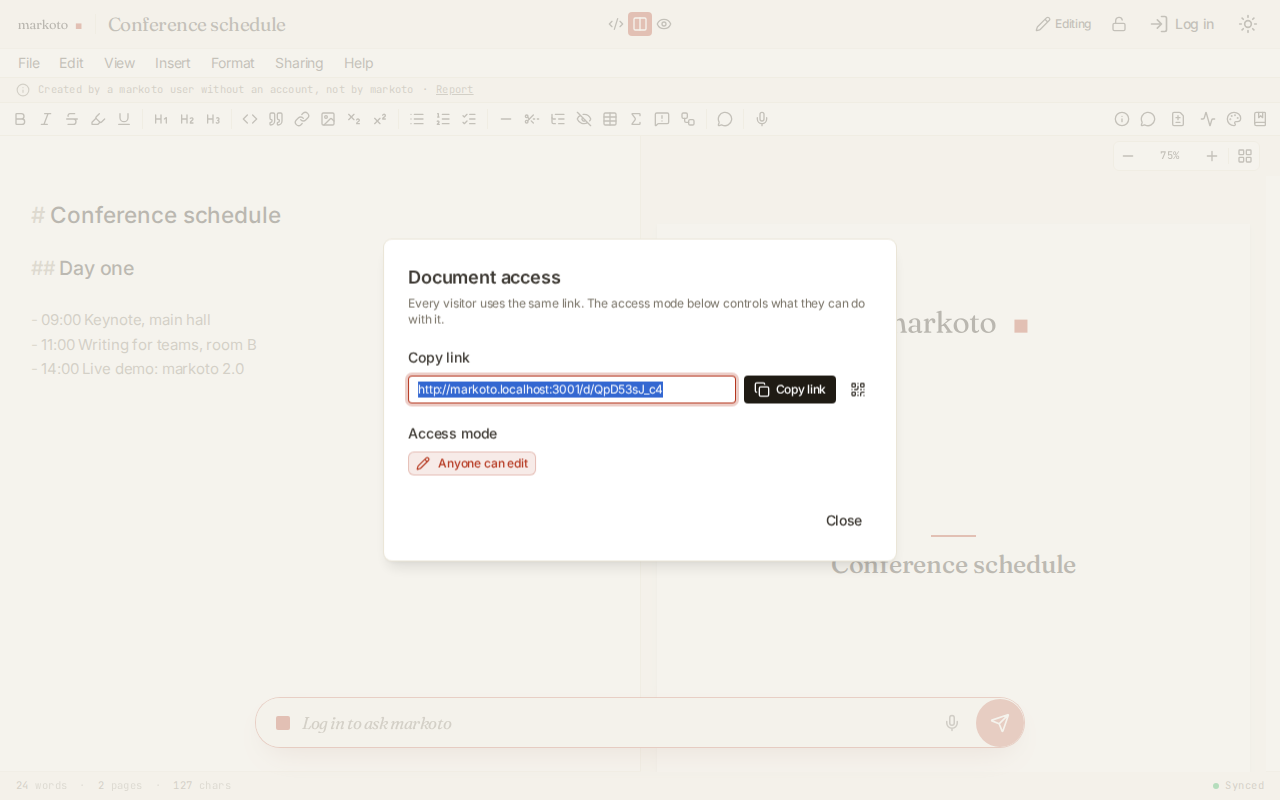 markoto
Conference schedule
Editing
Log in
File Edit View Insert Format Sharing Help
Created by a markoto user without an account, not by markoto · Report
H1 H2 H3
75%
# Conference schedule
## Day one
- 09:00 Keynote, main hall
- 11:00 Writing for teams, room B
- 14:00 Live demo: markoto 2.0
Document access
Every visitor uses the same link. The access mode below controls what they can do
with it.
Copy link
http://markoto.localhost:3001/d/QpD53sJ_c4
Copy link
Access mode
Anyone can edit
Close
markoto
Conference schedule
Log in to ask markoto
24 words · 2 pages · 127 chars
Synced